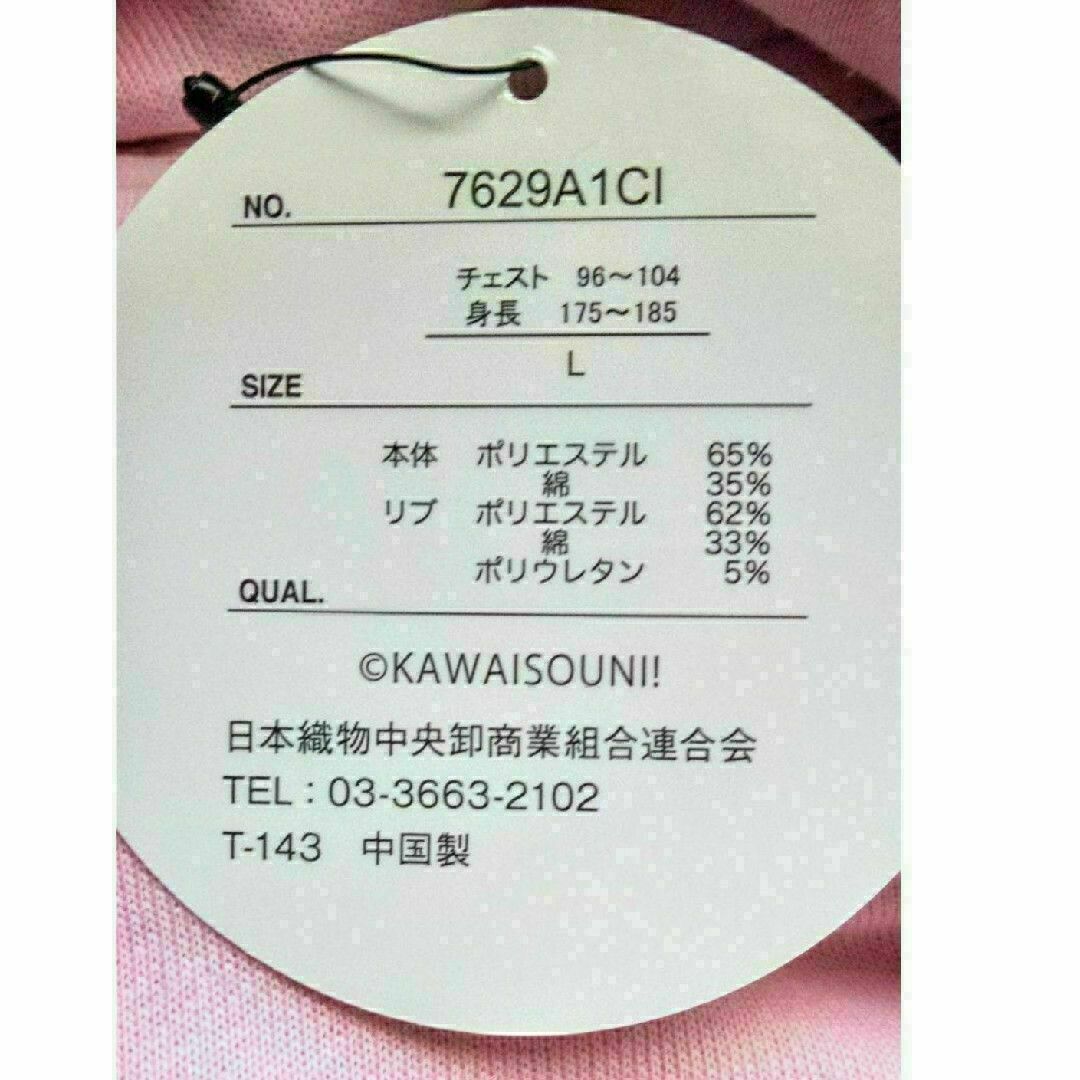 NO. 7629A1CI
チェスト 96～104
身長 175～185
SIZE L
本体 ポリエステル 65%
綿 35%
リブ ポリエステル 62%
綿 33%
ポリウレタン 5%
QUAL.
©KAWAISOUNI!
日本織物中央卸商業組合連合会
TEL : 03-3663-2102
T-143 中国製